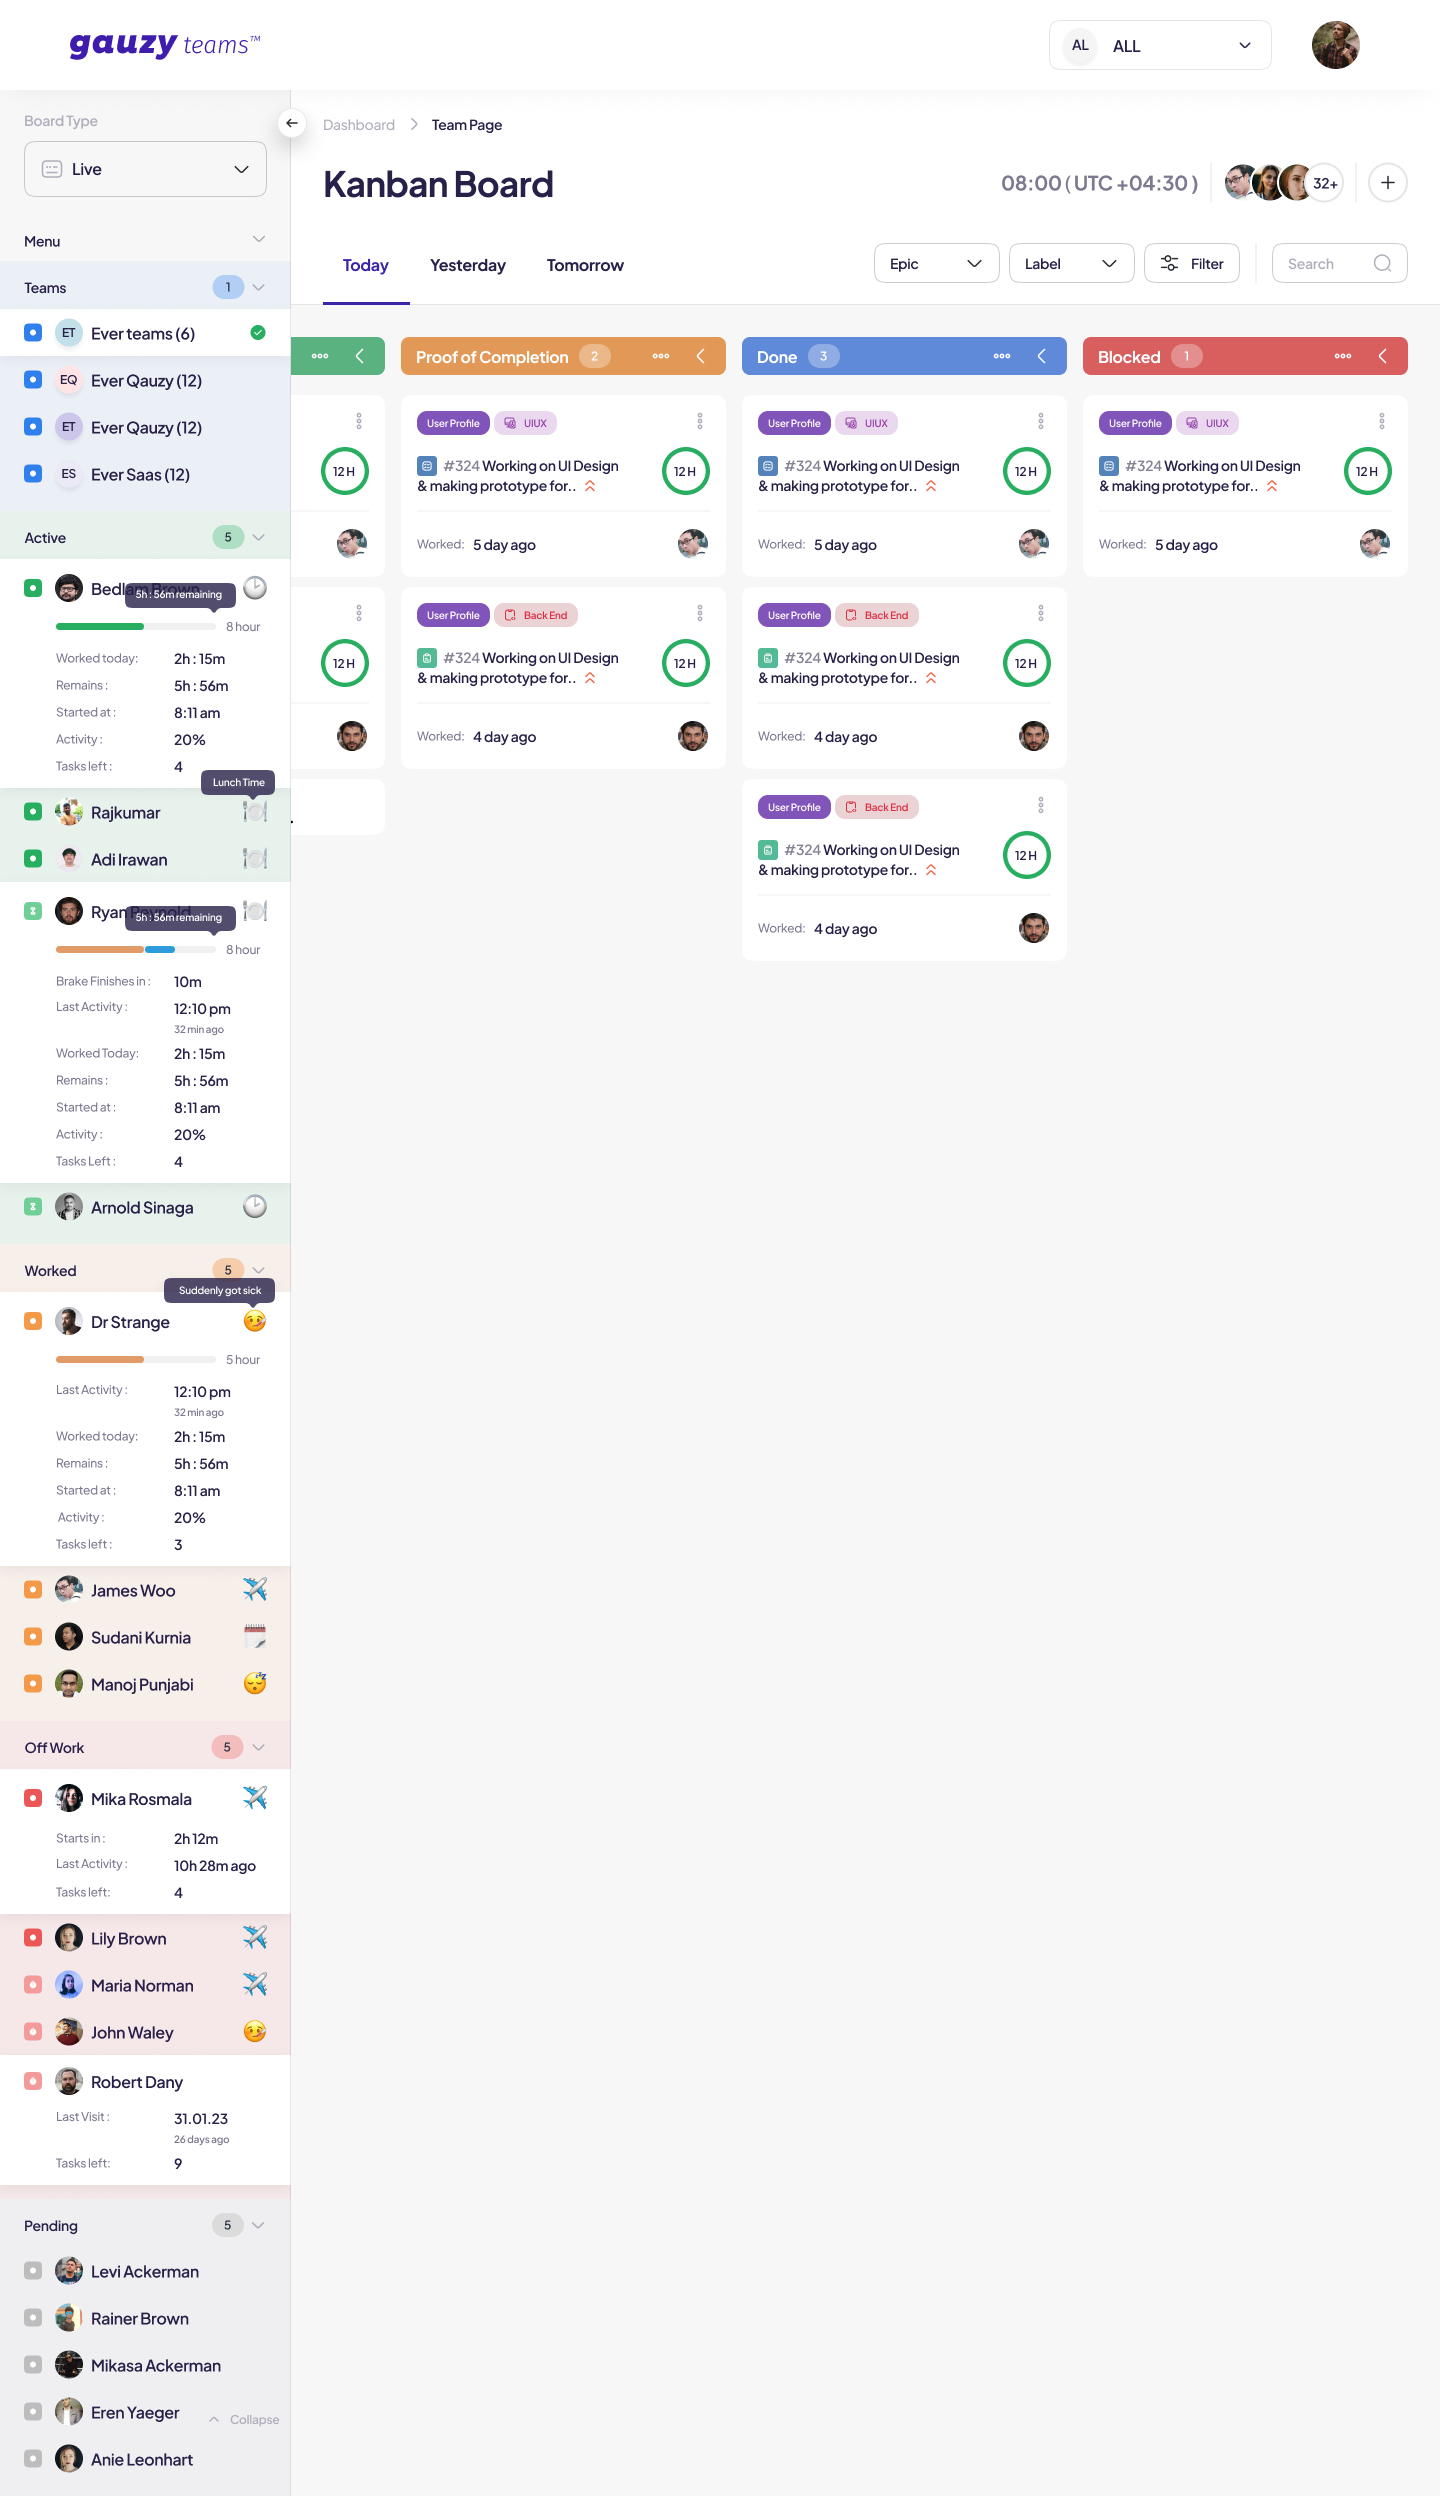 gauzy teams™
AL ALL
Board Type
Live
Menu
Teams 1
ET Ever teams (6)
EQ Ever Qauzy (12)
ET Ever Qauzy (12)
ES Ever Saas (12)
Active 5
Bedlam Brown
5h : 56m remaining
8 hour
Worked today: 2h : 15m
Remains : 5h : 56m
Started at : 8:11 am
Activity : 20%
Tasks left : 4
Lunch Time
Rajkumar
Adi Irawan
Ryan Raynold
5h : 56m remaining
8 hour
Brake Finishes in : 10m
Last Activity : 12:10 pm
32 min ago
Worked Today: 2h : 15m
Remains : 5h : 56m
Started at : 8:11 am
Activity : 20%
Tasks Left : 4
Arnold Sinaga
Worked 5
Suddenly got sick
Dr Strange
5 hour
Last Activity : 12:10 pm
32 min ago
Worked today: 2h : 15m
Remains : 5h : 56m
Started at : 8:11 am
Activity : 20%
Tasks left : 3
James Woo
Sudani Kurnia
Manoj Punjabi
Off Work 5
Mika Rosmala
Starts in : 2h 12m
Last Activity : 10h 28m ago
Tasks left: 4
Lily Brown
Maria Norman
John Waley
Robert Dany
Last Visit : 31.01.23
26 days ago
Tasks left: 9
Pending 5
Levi Ackerman
Rainer Brown
Mikasa Ackerman
Eren Yaeger
Collapse
Anie Leonhart
Dashboard > Team Page
Kanban Board
08:00 ( UTC +04:30 )
32+
Today Yesterday Tomorrow
Epic Label Filter Search
12 H
12 H
.
Proof of Completion 2
User Profile UIUX
#324 Working on UI Design
& making prototype for..
12 H
Worked: 5 day ago
User Profile Back End
#324 Working on UI Design
& making prototype for..
12 H
Worked: 4 day ago
Done 3
User Profile UIUX
#324 Working on UI Design
& making prototype for..
12 H
Worked: 5 day ago
User Profile Back End
#324 Working on UI Design
& making prototype for..
12 H
Worked: 4 day ago
User Profile Back End
#324 Working on UI Design
& making prototype for..
12 H
Worked: 4 day ago
Blocked 1
User Profile UIUX
#324 Working on UI Design
& making prototype for..
12 H
Worked: 5 day ago